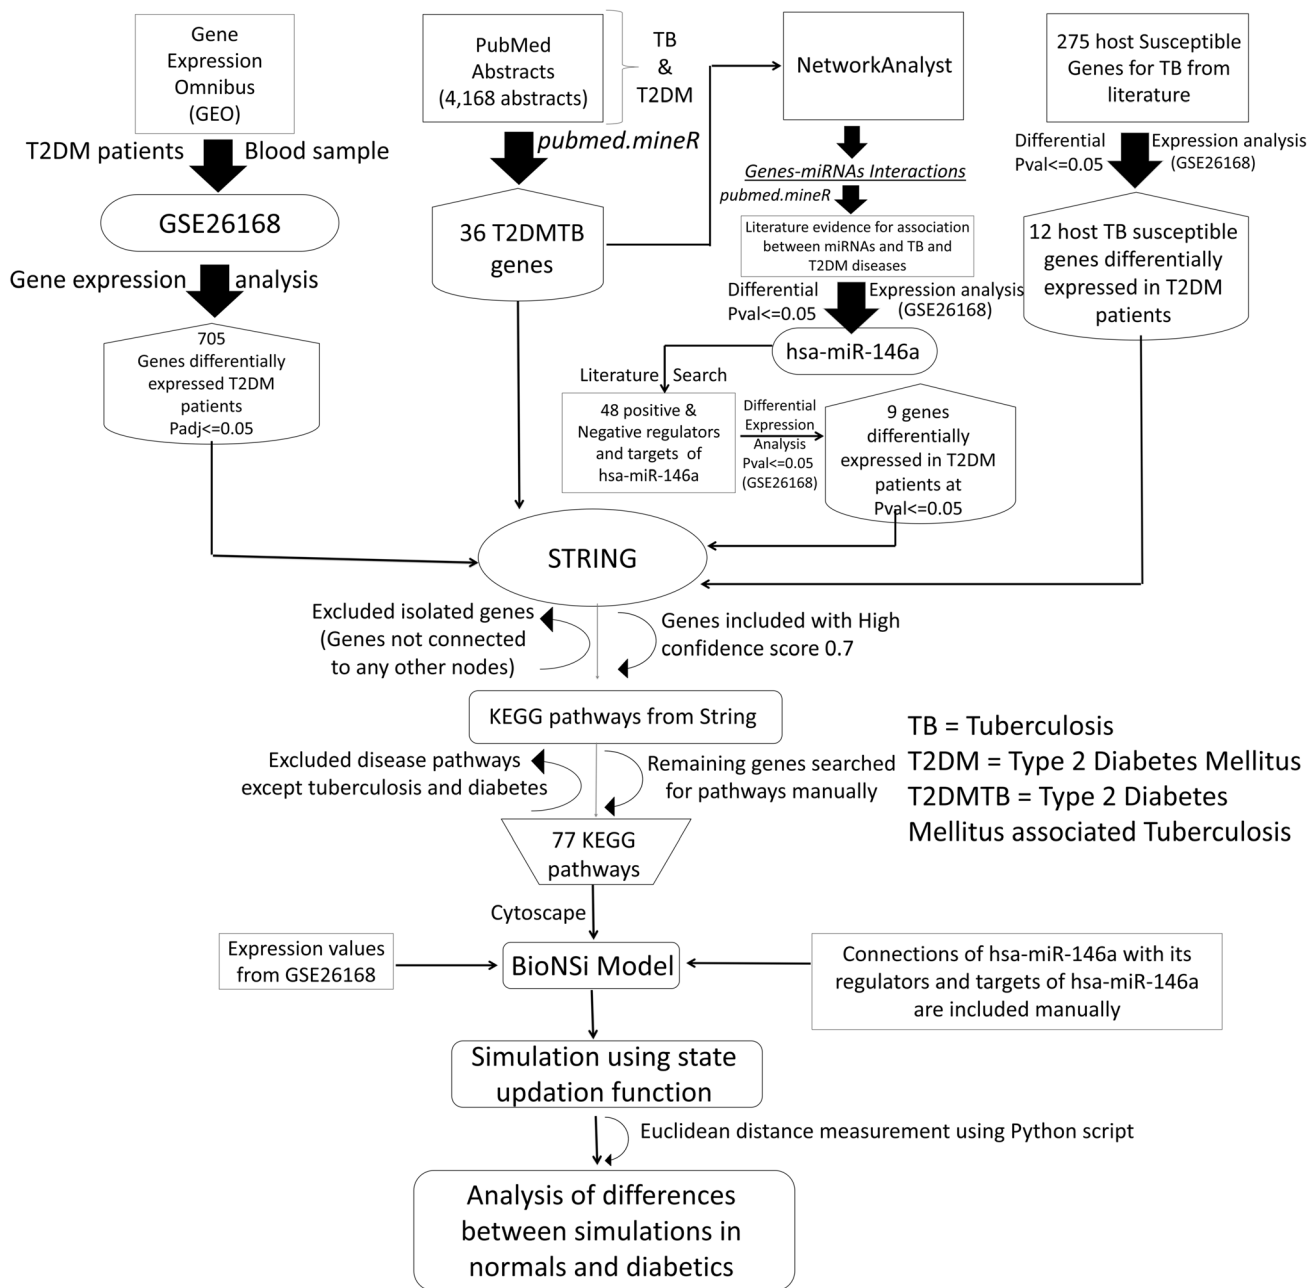 Gene
Expression
Omnibus
(GEO)
T2DM patients
Blood sample
GSE26168
Gene expression
analysis
705
Genes differentially
expressed T2DM
patients
Padj<=0.05
PubMed
Abstracts
(4,168 abstracts)
TB
&
T2DM
pubmed.mineR
36 T2DMTB
genes
NetworkAnalyst
Genes-miRNAs Interactions
pubmed.mineR
Literature evidence for association
between miRNAs and TB and
T2DM diseases
Differential
Pval<=0.05
Expression analysis
(GSE26168)
hsa-miR-146a
Literature
Search
48 positive &
Negative regulators
and targets of
hsa-miR-146a
Differential
Expression
Analysis
Pval<=0.05
(GSE26168)
9 genes
differentially
expressed in T2DM
patients at
Pval<=0.05
275 host Susceptible
Genes for TB from
literature
Differential
Pval<=0.05
Expression analysis
(GSE26168)
12 host TB susceptible
genes differentially
expressed in T2DM
patients
STRING
Excluded isolated genes
(Genes not connected
to any other nodes)
Genes included with High
confidence score 0.7
KEGG pathways from String
Excluded disease pathways
except tuberculosis and diabetes
Remaining genes searched
for pathways manually
TB = Tuberculosis
T2DM = Type 2 Diabetes Mellitus
T2DMTB = Type 2 Diabetes
Mellitus associated Tuberculosis
77 KEGG
pathways
Cytoscape
Expression values
from GSE26168
BioNSi Model
Connections of hsa-miR-146a with its
regulators and targets of hsa-miR-146a
are included manually
Simulation using state
updation function
Euclidean distance measurement using Python script
Analysis of differences
between simulations in
normals and diabetics